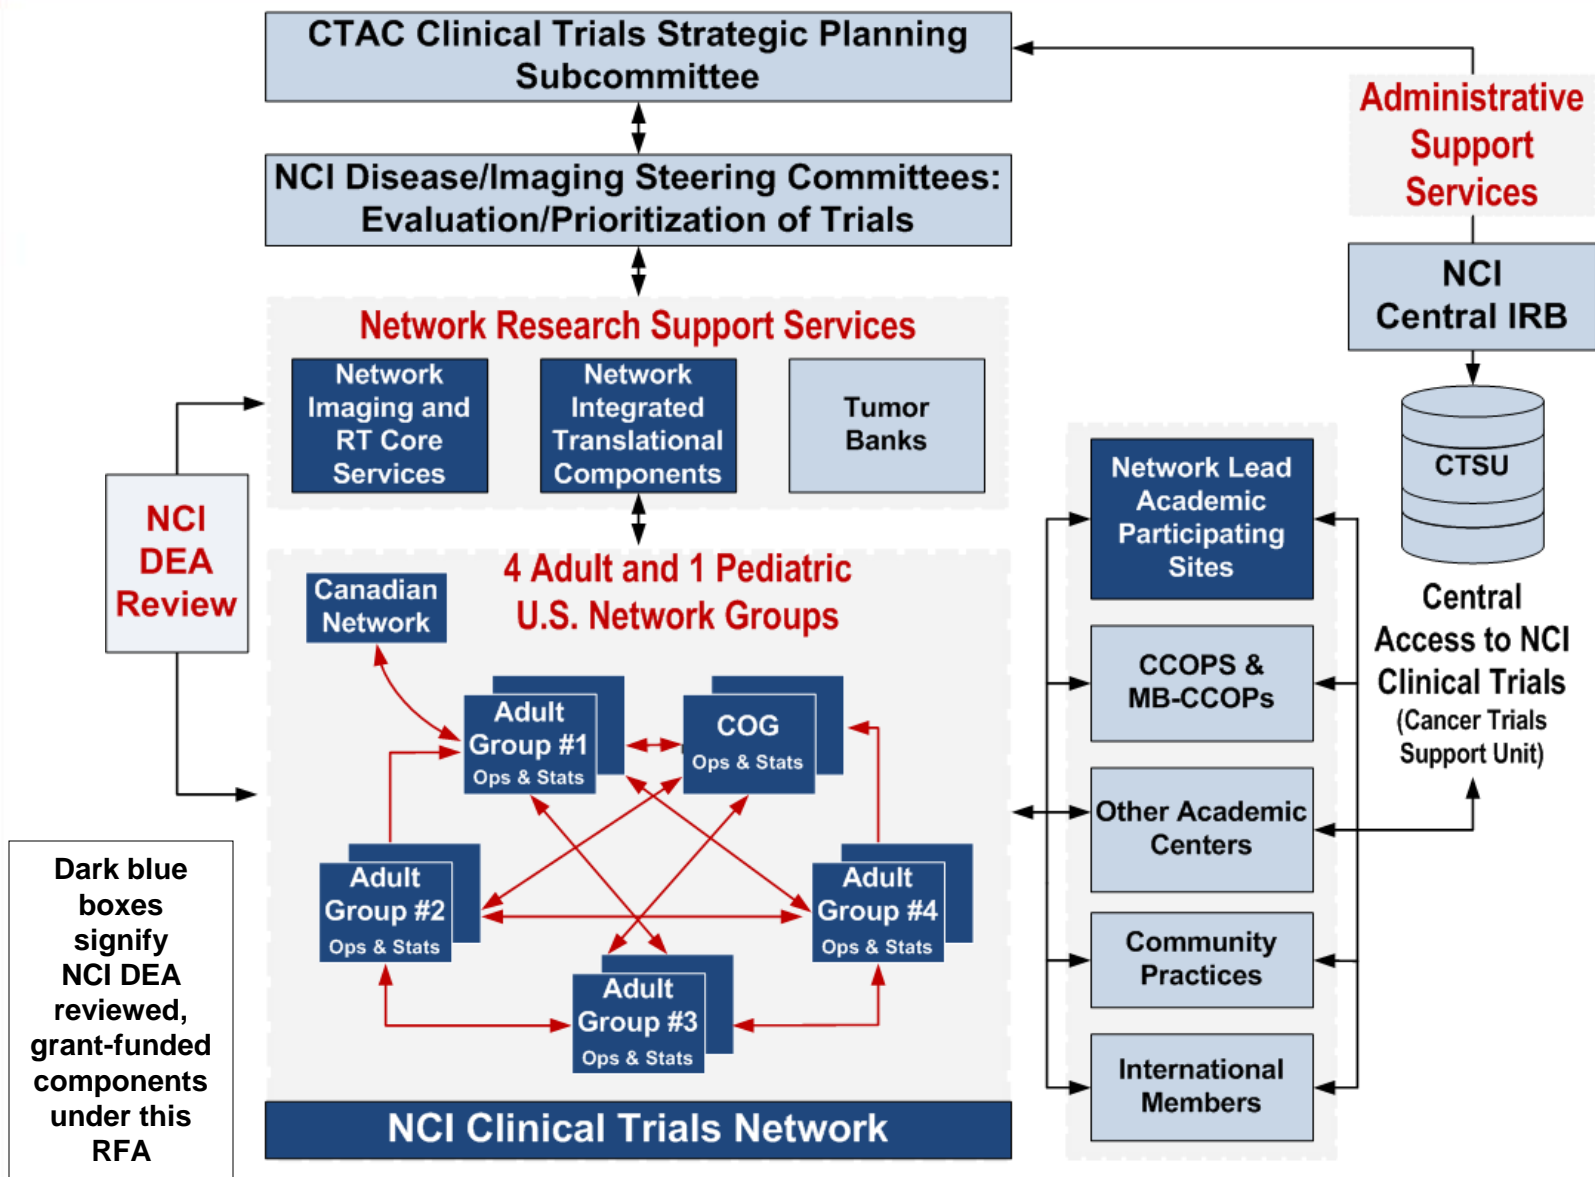 CTAC Clinical Trials Strategic Planning
Subcommittee
NCI Disease/Imaging Steering Committees:
Evaluation/Prioritization of Trials
Network Research Support Services
Network
Imaging and
RT Core
Services
Network
Integrated
Translational
Components
Tumor
Banks
NCI
DEA
Review
4 Adult and 1 Pediatric
U.S. Network Groups
Canadian
Network
Adult
Group #1
Ops & Stats
COG
Ops & Stats
Adult
Group #2
Ops & Stats
Adult
Group #4
Ops & Stats
Adult
Group #3
Ops & Stats
NCI Clinical Trials Network
Dark blue
boxes
signify
NCI DEA
reviewed,
grant-funded
components
under this
RFA
Network Lead
Academic
Participating
Sites
CCOPS &
MB-CCOPs
Other Academic
Centers
Community
Practices
International
Members
Administrative
Support
Services
NCI
Central IRB
CTSU
Central
Access to NCI
Clinical Trials
(Cancer Trials
Support Unit)